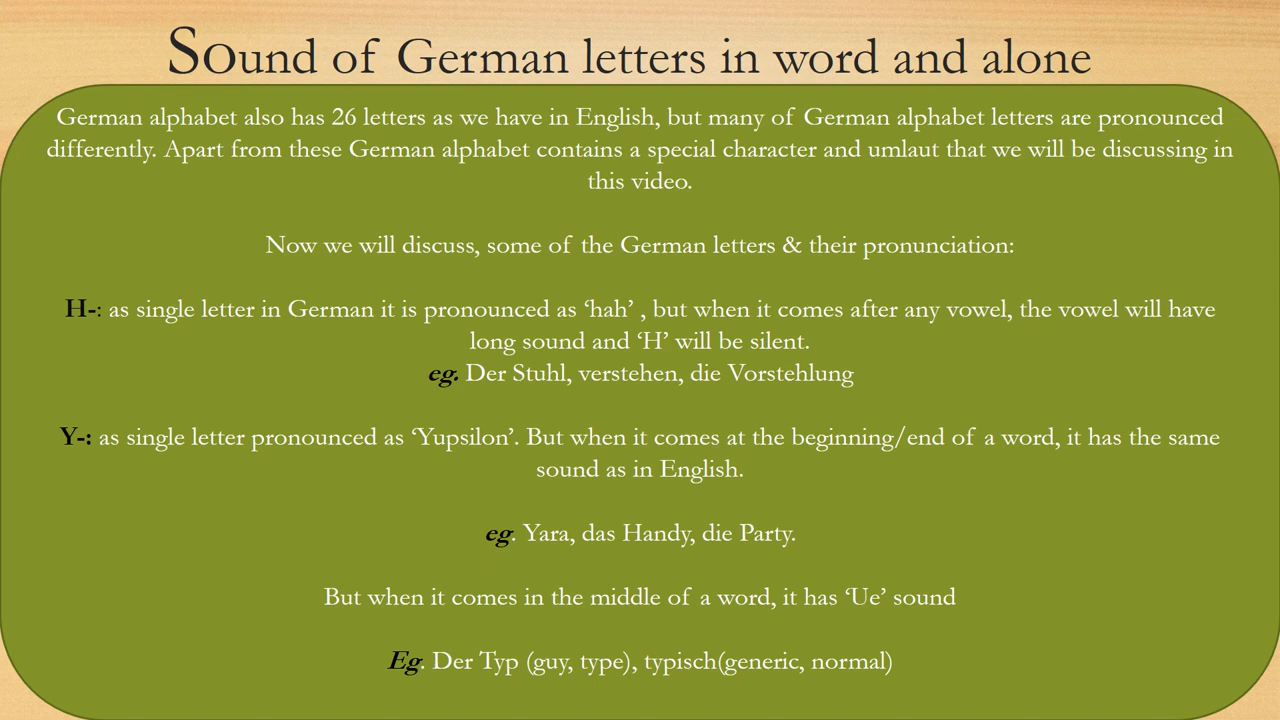 Sound of German letters in word and alone
German alphabet also has 26 letters as we have in English, but many of German alphabet letters are pronounced
differently. Apart from these German alphabet contains a special character and umlaut that we will be discussing in
this video.
Now we will discuss, some of the German letters & their pronunciation:
H-: as single letter in German it is pronounced as ‘hah’ , but when it comes after any vowel, the vowel will have
long sound and ‘H’ will be silent.
eg. Der Stuhl, verstehen, die Vorstehlung
Y-: as single letter pronounced as ‘Yupsilon’. But when it comes at the beginning/end of a word, it has the same
sound as in English.
eg. Yara, das Handy, die Party.
But when it comes in the middle of a word, it has ‘Ue’ sound
Eg. Der Typ (guy, type), typisch(generic, normal)